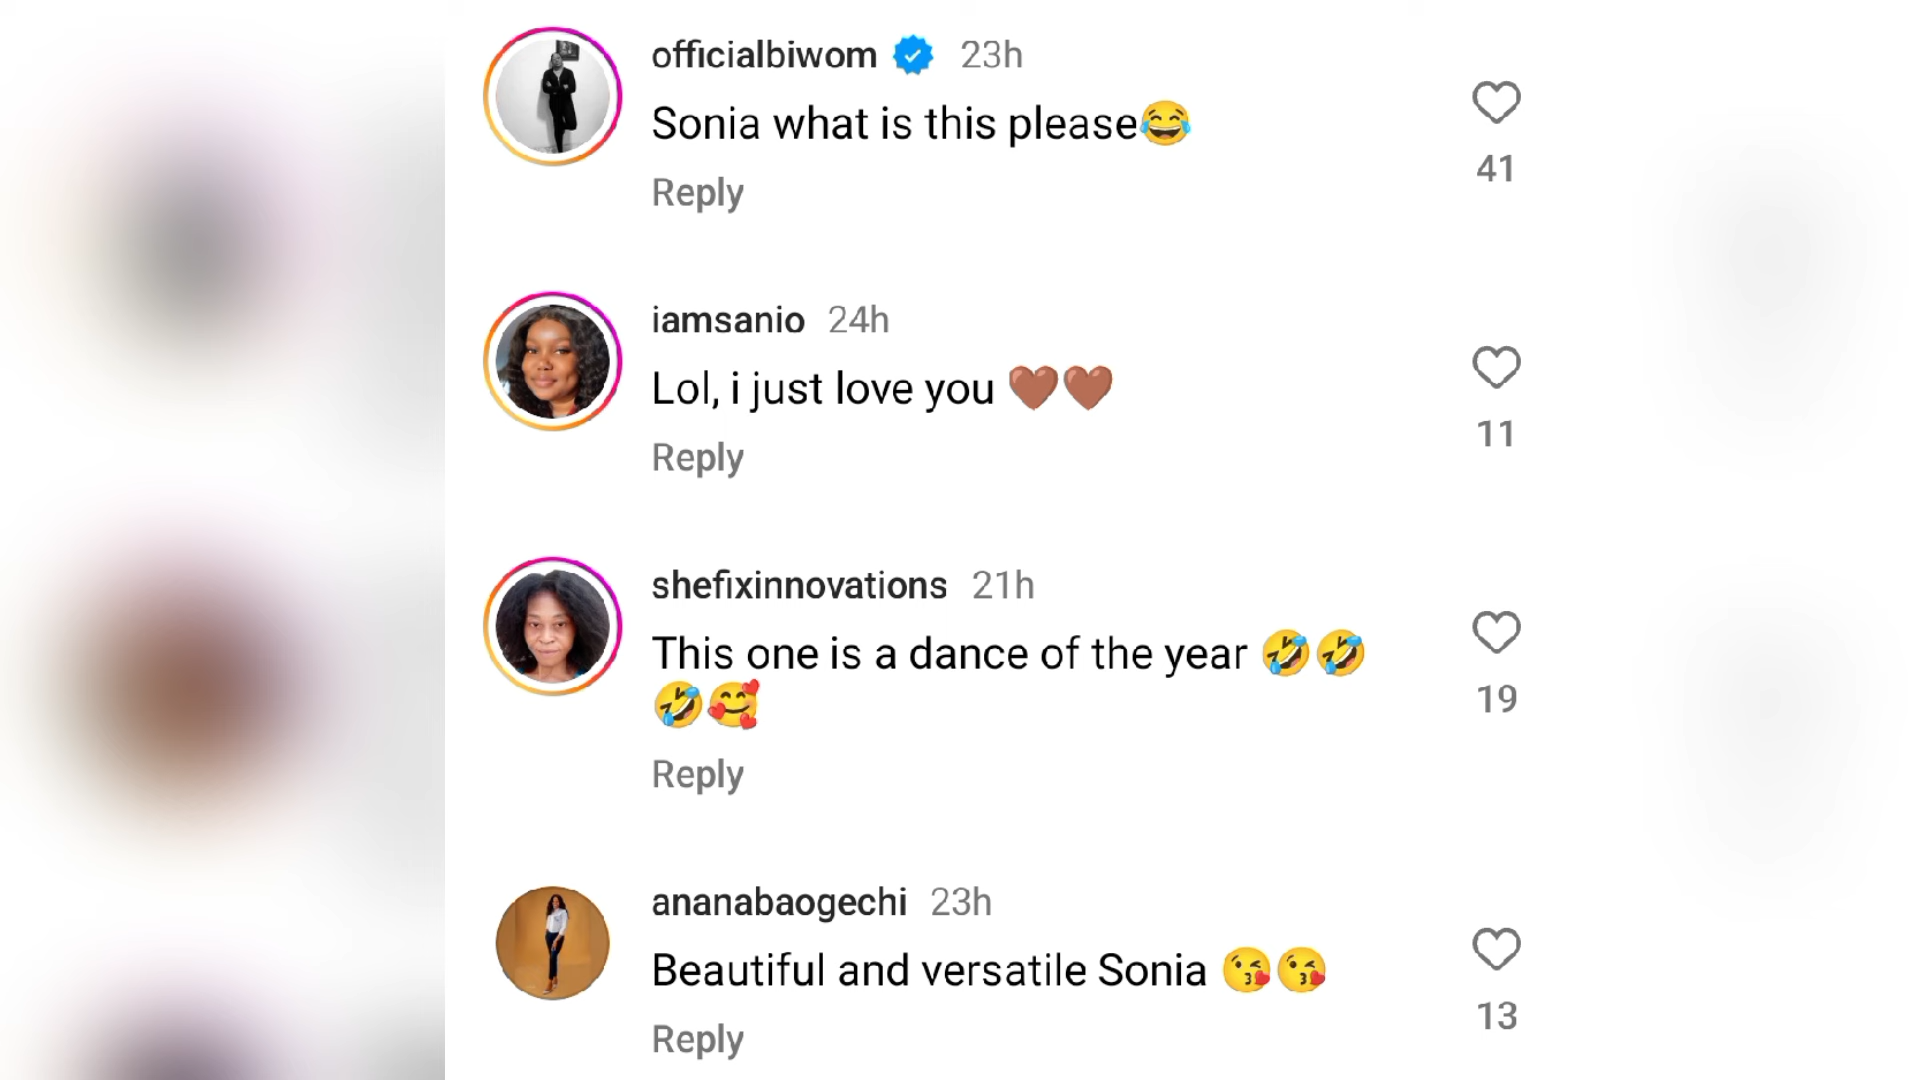 officialbiwom 23h
Sonia what is this please😂
41
Reply
iamsanio 24h
Lol, i just love you 🤎🤎
11
Reply
shefixinnovations 21h
This one is a dance of the year 🤣🤣
🤣🥰
19
Reply
ananabaogechi 23h
Beautiful and versatile Sonia 😘😘
13
Reply